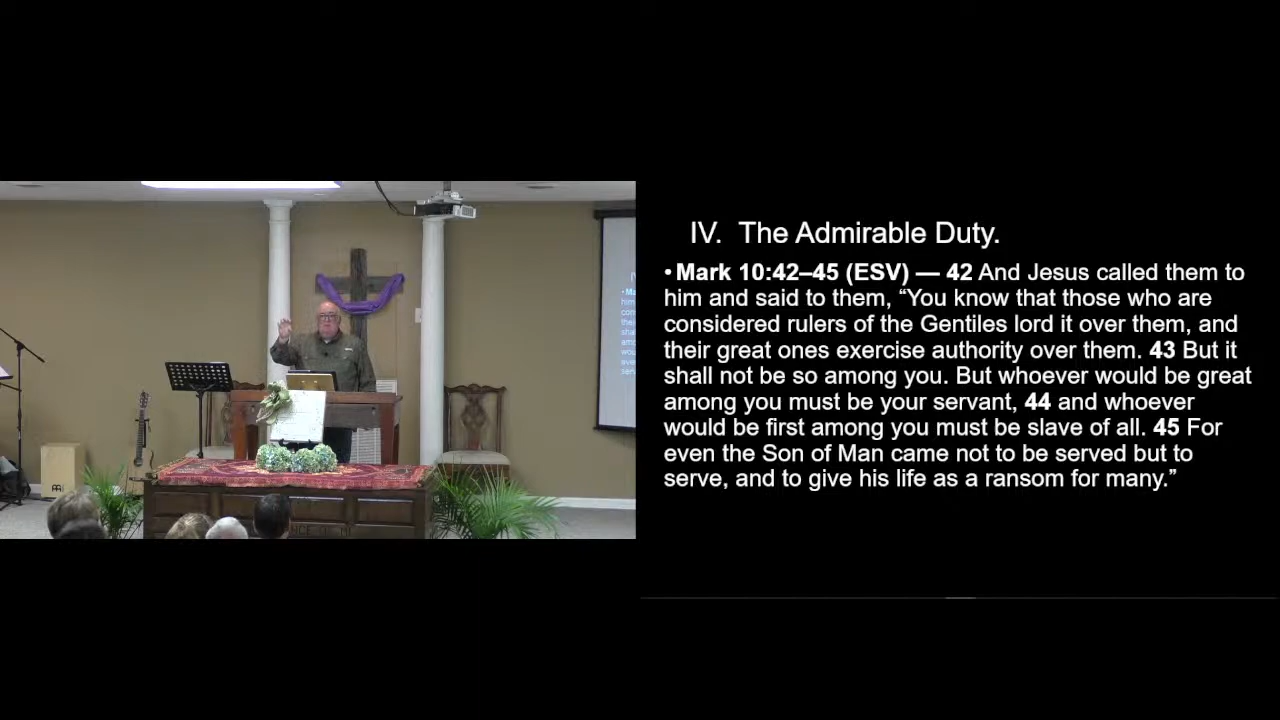 IV. The Admirable Duty.
• Mark 10:42–45 (ESV) — 42 And Jesus called them to
him and said to them, “You know that those who are
considered rulers of the Gentiles lord it over them, and
their great ones exercise authority over them. 43 But it
shall not be so among you. But whoever would be great
among you must be your servant, 44 and whoever
would be first among you must be slave of all. 45 For
even the Son of Man came not to be served but to
serve, and to give his life as a ransom for many.”